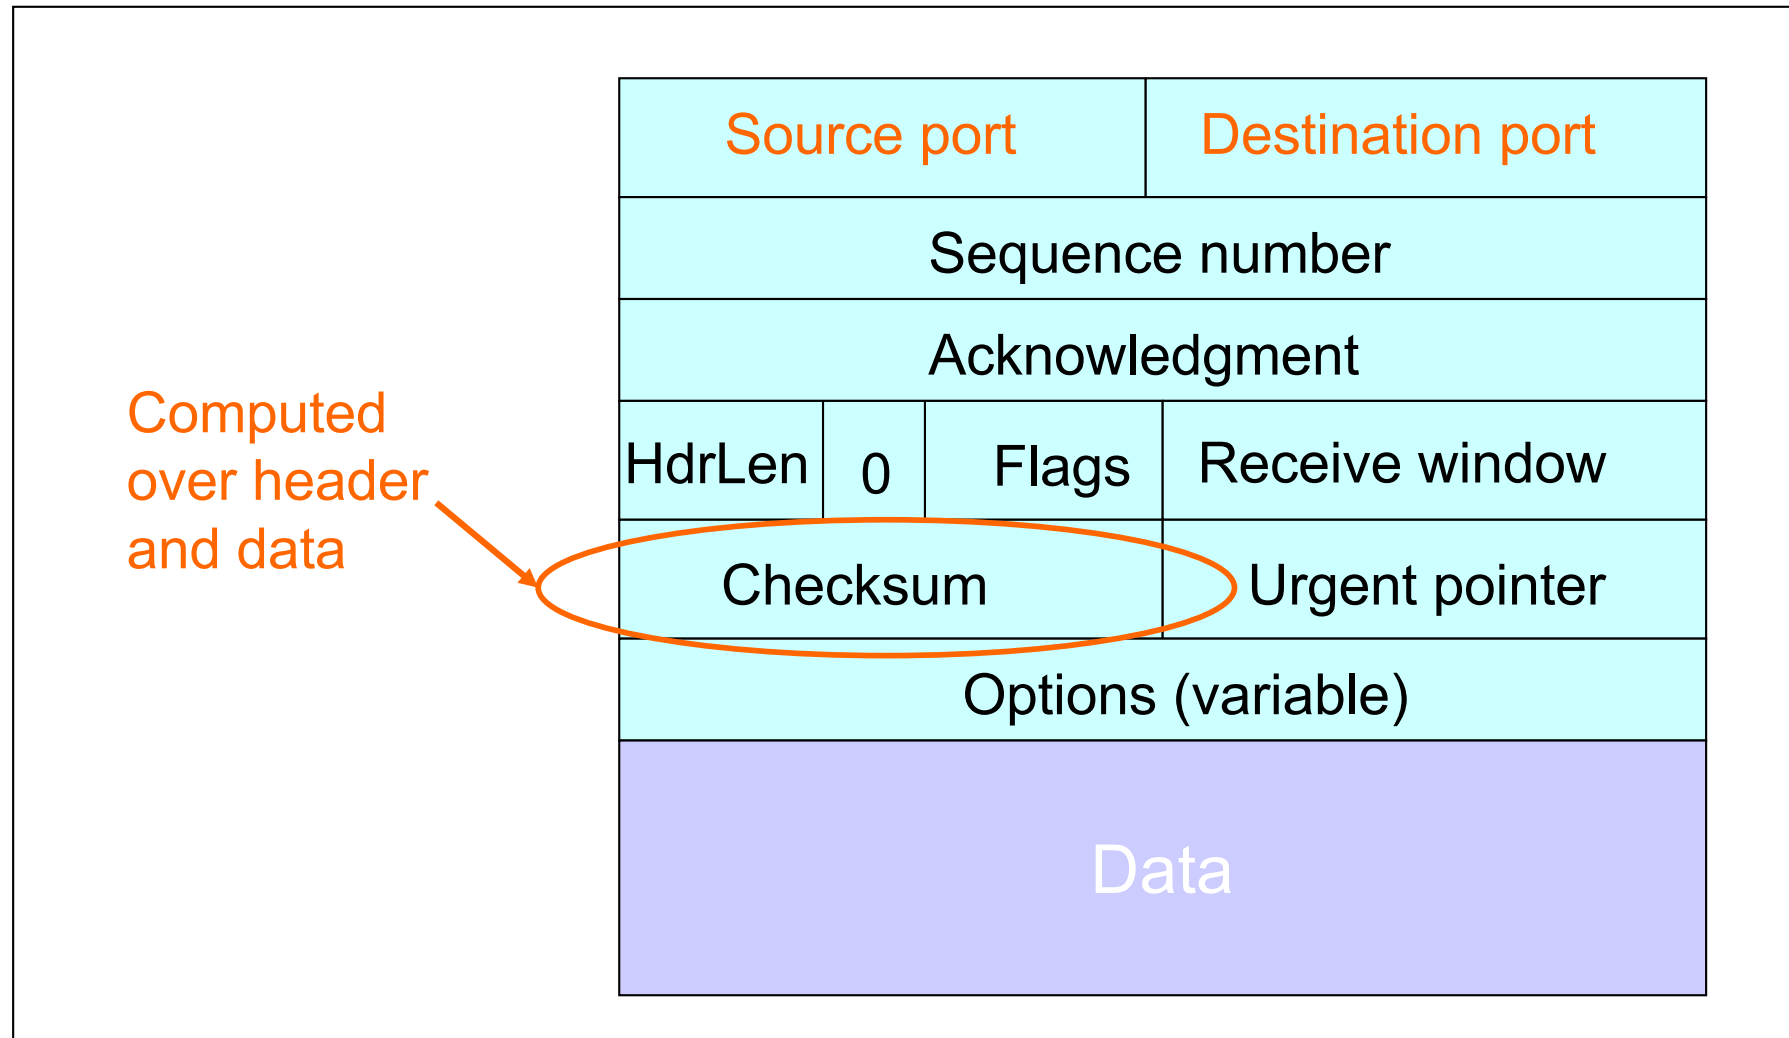 Source port Destination port
Sequence number
Acknowledgment
Computed
over header
and data
HdrLen 0 Flags Receive window
Checksum Urgent pointer
Options (variable)
Data